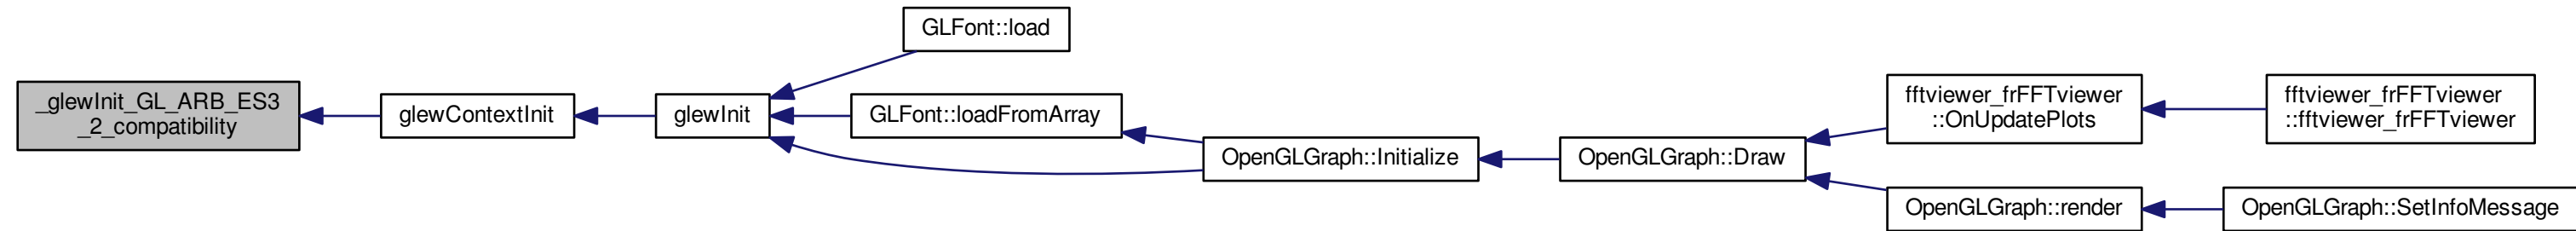 _glewInit_GL_ARB_ES3
_2_compatibility
glewContextInit
glewInit
GLFont::load
GLFont::loadFromArray
OpenGLGraph::Initialize
OpenGLGraph::Draw
fftviewer_frFFTviewer
::OnUpdatePlots
fftviewer_frFFTviewer
::fftviewer_frFFTviewer
OpenGLGraph::render
OpenGLGraph::SetInfoMessage